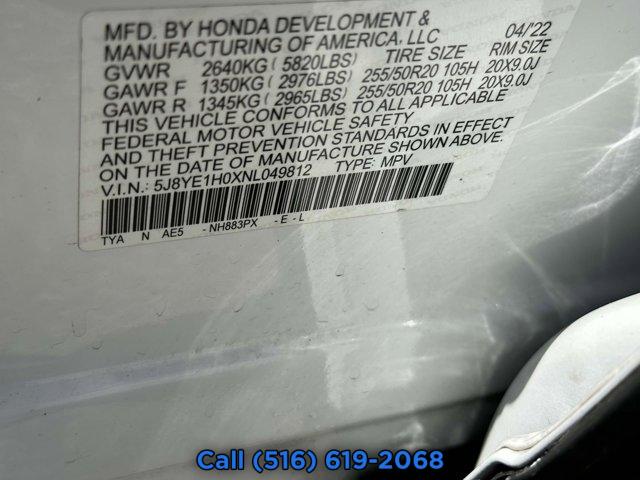 MFD. BY HONDA DEVELOPMENT & 04/22
MANUFACTURING OF AMERICA, LLC
GVWR 2640KG ( 5820LBS) TIRE SIZE RIM SIZE
GAWR F 1350KG ( 2976LBS) 255/50R20 105H 20X9.0J
GAWR R 1345KG ( 2965LBS) 255/50R20 105H 20X9.0J
THIS VEHICLE CONFORMS TO ALL APPLICABLE
FEDERAL MOTOR VEHICLE SAFETY
AND THEFT PREVENTION STANDARDS IN EFFECT
ON THE DATE OF MANUFACTURE SHOWN ABOVE.
V.I.N.: 5J8YE1H0XNL049812 TYPE: MPV
TYA N AE5 - NH883PX - E - L
Call (516) 619-2068